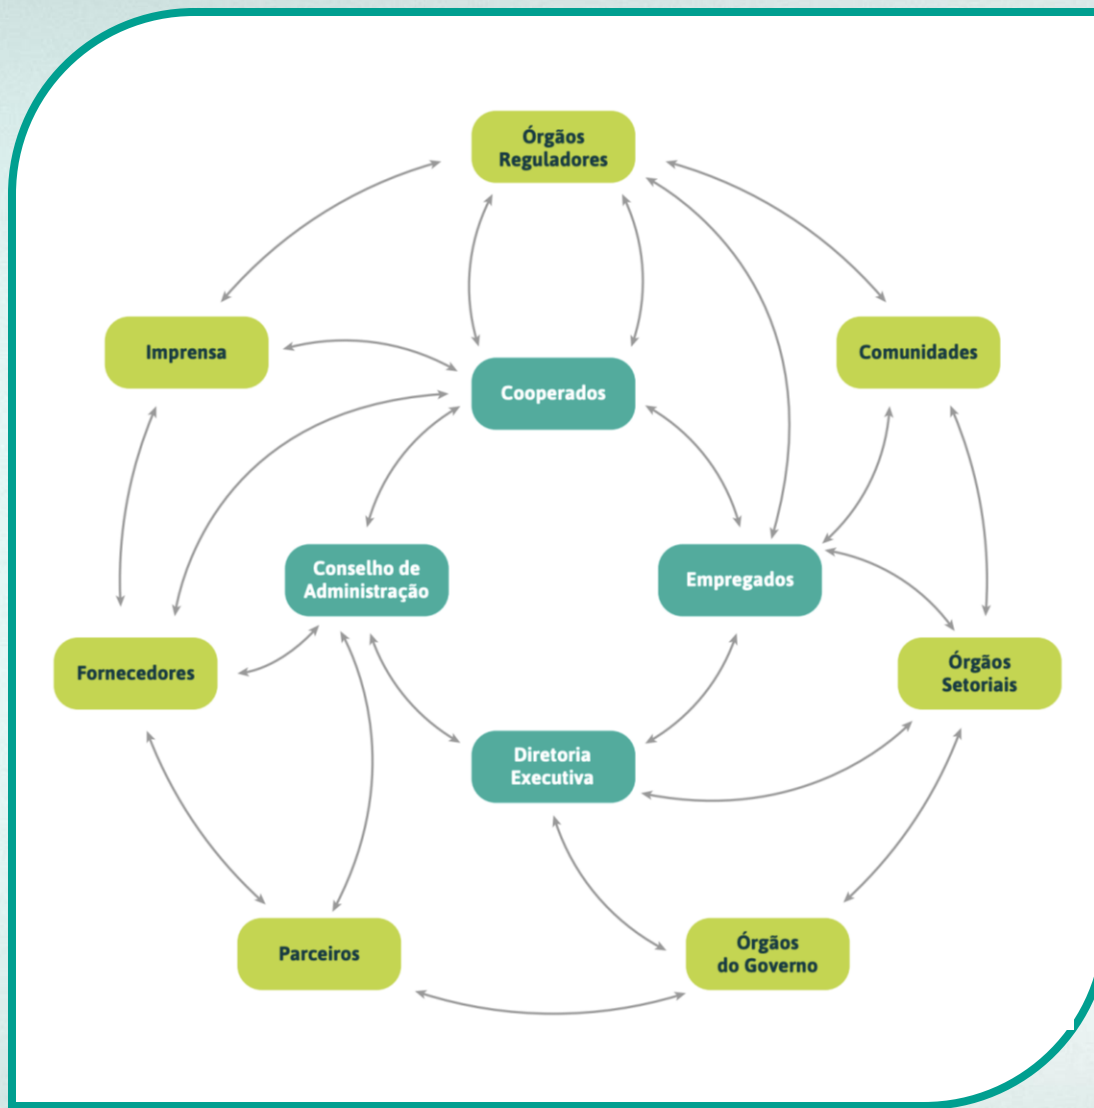 Órgãos
Reguladores
Imprensa
Comunidades
Cooperados
Conselho de
Administração
Empregados
Fornecedores
Órgãos
Setoriais
Diretoria
Executiva
Parceiros
Órgãos
do Governo